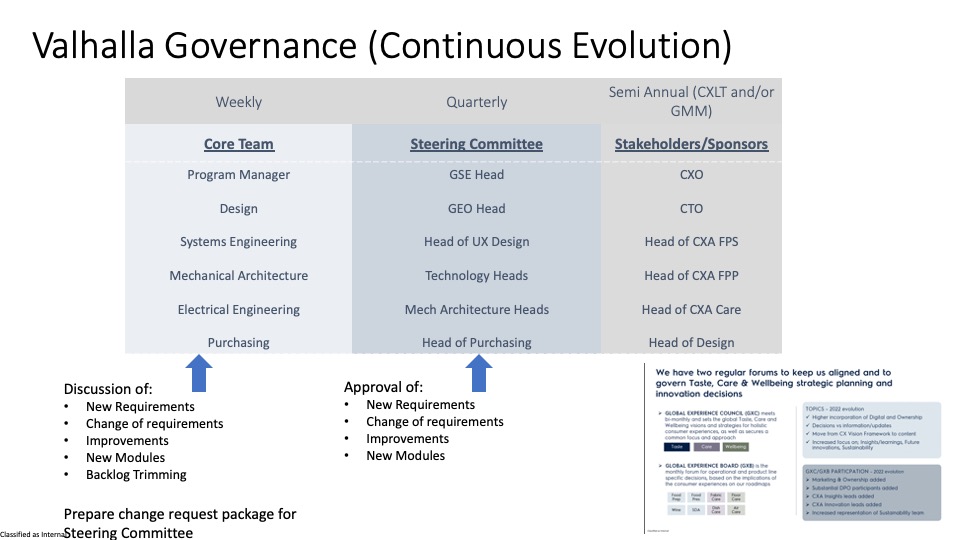 Valhalla Governance (Continuous Evolution)
Weekly
Quarterly
Semi Annual (CXLT and/or
GMM)
Core Team
Steering Committee
Stakeholders/Sponsors
Program Manager
GSE Head
CXO
Design
GEO Head
CTO
Systems Engineering
Head of UX Design
Head of CXA FPS
Mechanical Architecture
Technology Heads
Head of CXA FPP
Electrical Engineering
Mech Architecture Heads
Head of CXA Care
Purchasing
Head of Purchasing
Head of Design
Discussion of:
• New Requirements
• Change of requirements
• Improvements
• New Modules
• Backlog Trimming
Prepare change request package for
Steering Committee
Approval of:
• New Requirements
• Change of requirements
• Improvements
• New Modules
We have two regular forums to keep us aligned and to
govern Taste, Care & Wellbeing strategic planning and
innovation decisions
➤ GLOBAL EXPERIENCE COUNCIL (GXC) meets
bi-monthly and sets the global Taste, Care and
Wellbeing visions and strategies for holistic
consumer experiences, as well as secures a
common focus and approach
Taste
Care
Wellbeing
➤ GLOBAL EXPERIENCE BOARD (GXB) is the
monthly forum for operational and product line
specific decisions, based on the implications of
the consumer experiences on our roadmaps
Food
Prep
Food
Pres
Fabric
Care
Floor
Care
Wine
SDA
Dish
Care
Air
Care
TOPICS – 2022 evolution
✓ Higher incorporation of Digital and Ownership
✓ Decisions vs Information/updates
✓ Move from CX Vision Framework to content
✓ Increased focus on: Insights/learnings, Future
innovations, Sustainability
GXC/GXB PARTICPATION – 2022 evolution
➤ Marketing & Ownership added
➤ Substantial DPO participants added
➤ CXA Insights leads added
➤ CXA Innovation leads added
➤ Increased representation of Sustainability team
Classified as Internal